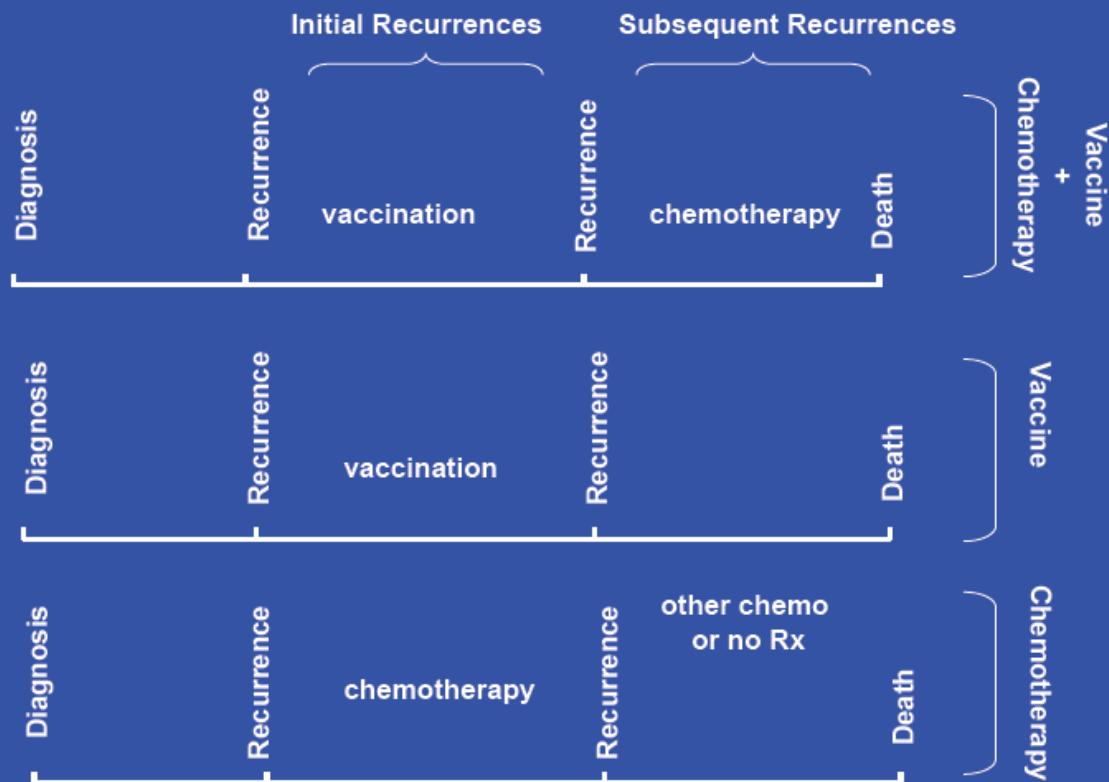 Initial Recurrences
Subsequent Recurrences
Diagnosis
Recurrence
vaccination
Recurrence
chemotherapy
Death
Vaccine
+
Chemotherapy
Diagnosis
Recurrence
vaccination
Recurrence
Death
Vaccine
Diagnosis
Recurrence
chemotherapy
Recurrence
other chemo
or no Rx
Death
Chemotherapy